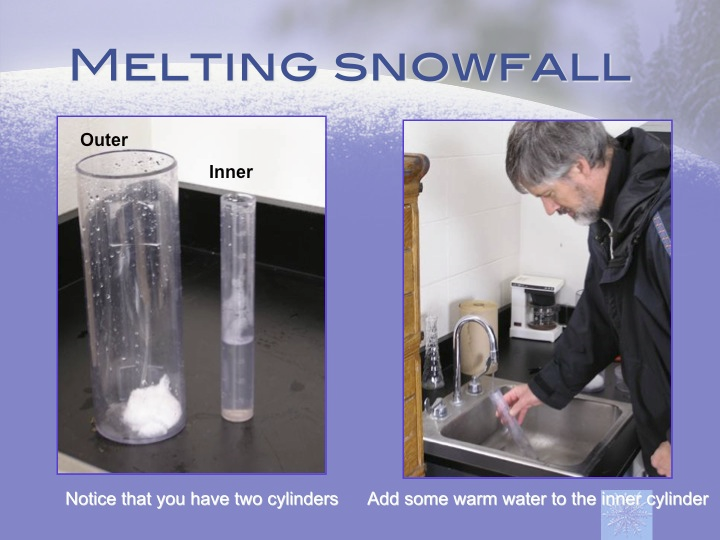 Melting snowfall
Outer
Inner
Notice that you have two cylinders
Add some warm water to the inner cylinder